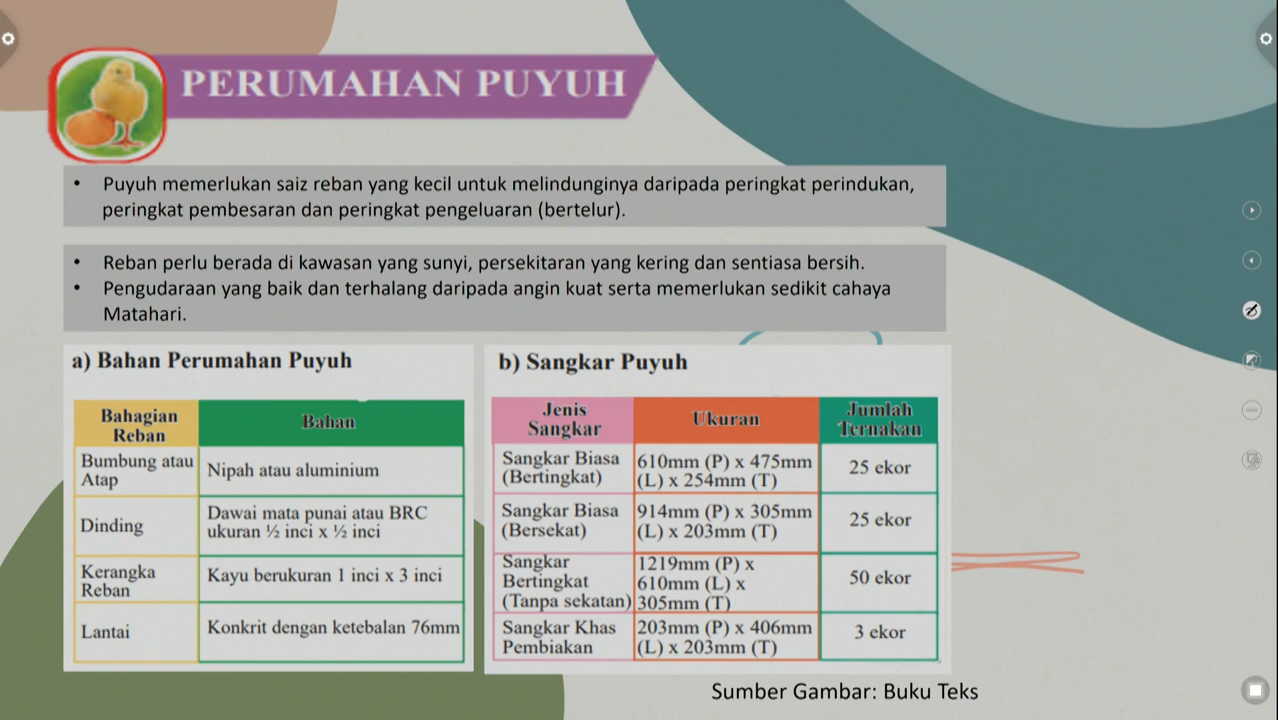 PERUMAHAN PUYUH
• Puyuh memerlukan saiz reban yang kecil untuk melindunginya daripada peringkat perindukan,
peringkat pembesaran dan peringkat pengeluaran (bertelur).
• Reban perlu berada di kawasan yang sunyi, persekitaran yang kering dan sentiasa bersih.
• Pengudaraan yang baik dan terhalang daripada angin kuat serta memerlukan sedikit cahaya
Matahari.
a) Bahan Perumahan Puyuh
Bahagian
Reban
Bahan
Bumbung atau
Atap
Nipah atau aluminium
Dinding
Dawai mata punai atau BRC
ukuran ½ inci x ½ inci
Kerangka
Reban
Kayu berukuran 1 inci x 3 inci
Lantai
Konkrit dengan ketebalan 76mm
b) Sangkar Puyuh
Jenis
Sangkar
Ukuran
Jumlah
Ternakan
Sangkar Biasa
(Bertingkat)
610mm (P) x 475mm
(L) x 254mm (T)
25 ekor
Sangkar Biasa
(Bersekat)
914mm (P) x 305mm
(L) x 203mm (T)
25 ekor
Sangkar
Bertingkat
(Tanpa sekatan)
1219mm (P) x
610mm (L) x
305mm (T)
50 ekor
Sangkar Khas
Pembiakan
203mm (P) x 406mm
(L) x 203mm (T)
3 ekor
Sumber Gambar: Buku Teks